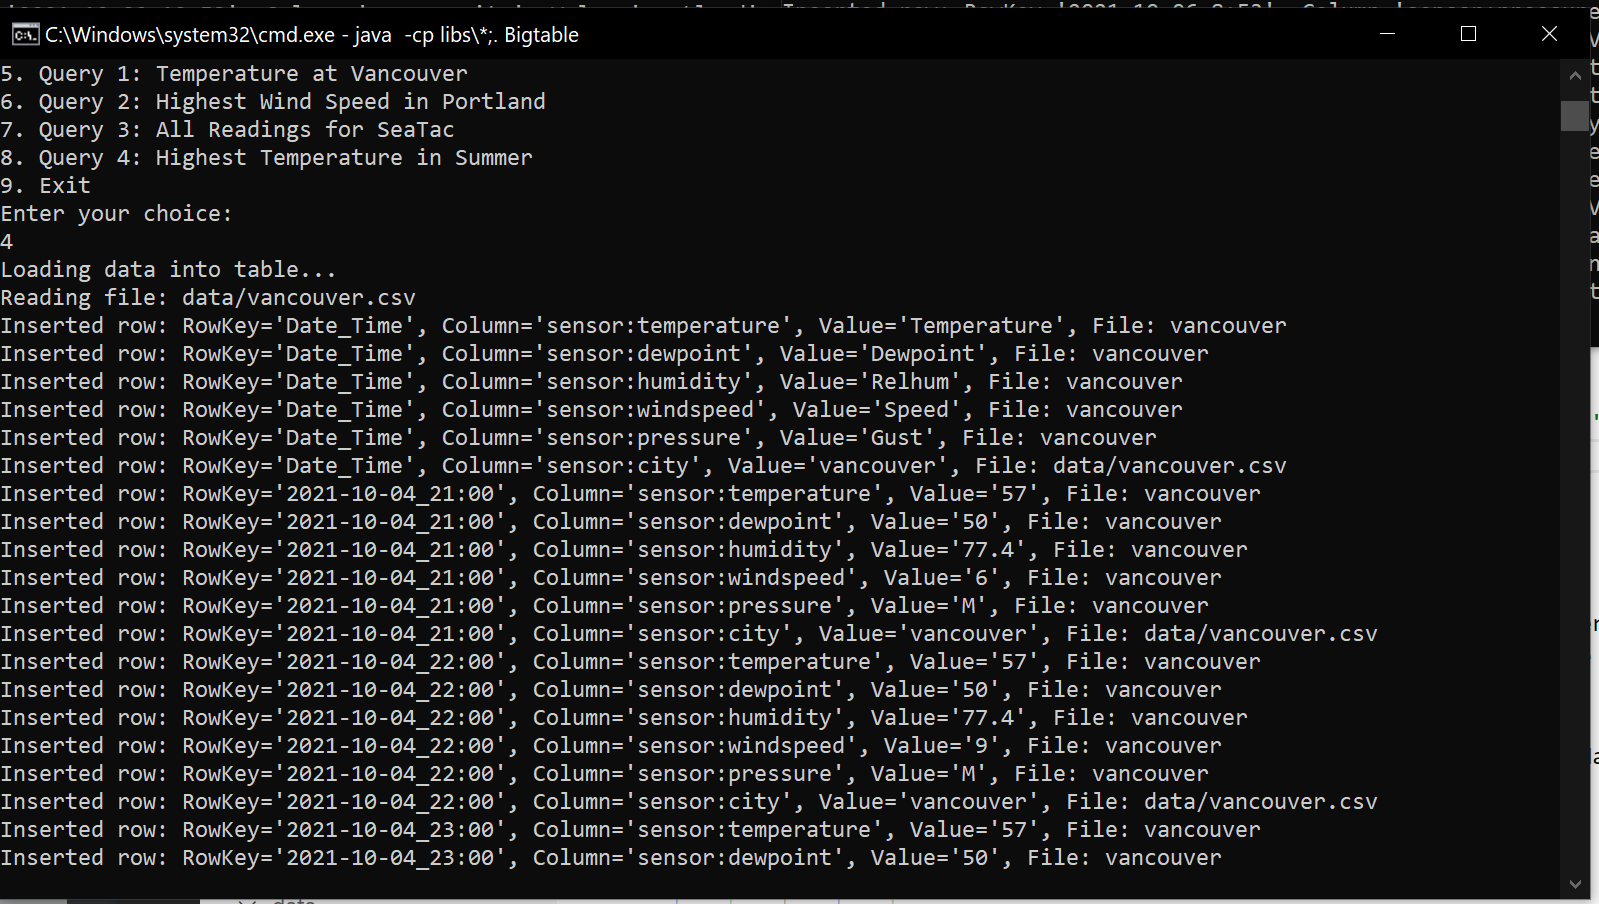 C:\Windows\system32\cmd.exe - java  -cp libs\*;. Bigtable
5. Query 1: Temperature at Vancouver
6. Query 2: Highest Wind Speed in Portland
7. Query 3: All Readings for SeaTac
8. Query 4: Highest Temperature in Summer
9. Exit
Enter your choice:
4
Loading data into table...
Reading file: data/vancouver.csv
Inserted row: RowKey='Date_Time', Column='sensor:temperature', Value='Temperature', File: vancouver
Inserted row: RowKey='Date_Time', Column='sensor:dewpoint', Value='Dewpoint', File: vancouver
Inserted row: RowKey='Date_Time', Column='sensor:humidity', Value='Relhum', File: vancouver
Inserted row: RowKey='Date_Time', Column='sensor:windspeed', Value='Speed', File: vancouver
Inserted row: RowKey='Date_Time', Column='sensor:pressure', Value='Gust', File: vancouver
Inserted row: RowKey='Date_Time', Column='sensor:city', Value='vancouver', File: data/vancouver.csv
Inserted row: RowKey='2021-10-04_21:00', Column='sensor:temperature', Value='57', File: vancouver
Inserted row: RowKey='2021-10-04_21:00', Column='sensor:dewpoint', Value='50', File: vancouver
Inserted row: RowKey='2021-10-04_21:00', Column='sensor:humidity', Value='77.4', File: vancouver
Inserted row: RowKey='2021-10-04_21:00', Column='sensor:windspeed', Value='6', File: vancouver
Inserted row: RowKey='2021-10-04_21:00', Column='sensor:pressure', Value='M', File: vancouver
Inserted row: RowKey='2021-10-04_21:00', Column='sensor:city', Value='vancouver', File: data/vancouver.csv
Inserted row: RowKey='2021-10-04_22:00', Column='sensor:temperature', Value='57', File: vancouver
Inserted row: RowKey='2021-10-04_22:00', Column='sensor:dewpoint', Value='50', File: vancouver
Inserted row: RowKey='2021-10-04_22:00', Column='sensor:humidity', Value='77.4', File: vancouver
Inserted row: RowKey='2021-10-04_22:00', Column='sensor:windspeed', Value='9', File: vancouver
Inserted row: RowKey='2021-10-04_22:00', Column='sensor:pressure', Value='M', File: vancouver
Inserted row: RowKey='2021-10-04_22:00', Column='sensor:city', Value='vancouver', File: data/vancouver.csv
Inserted row: RowKey='2021-10-04_23:00', Column='sensor:temperature', Value='57', File: vancouver
Inserted row: RowKey='2021-10-04_23:00', Column='sensor:dewpoint', Value='50', File: vancouver